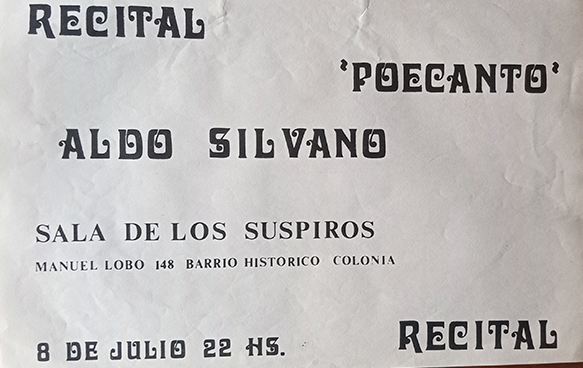 RECITAL
'POECANTO'
ALDO SILVANO
SALA DE LOS SUSPIROS
MANUEL LOBO 148 BARRIO HISTORICO COLONIA
8 DE JULIO 22 HS.
RECITAL